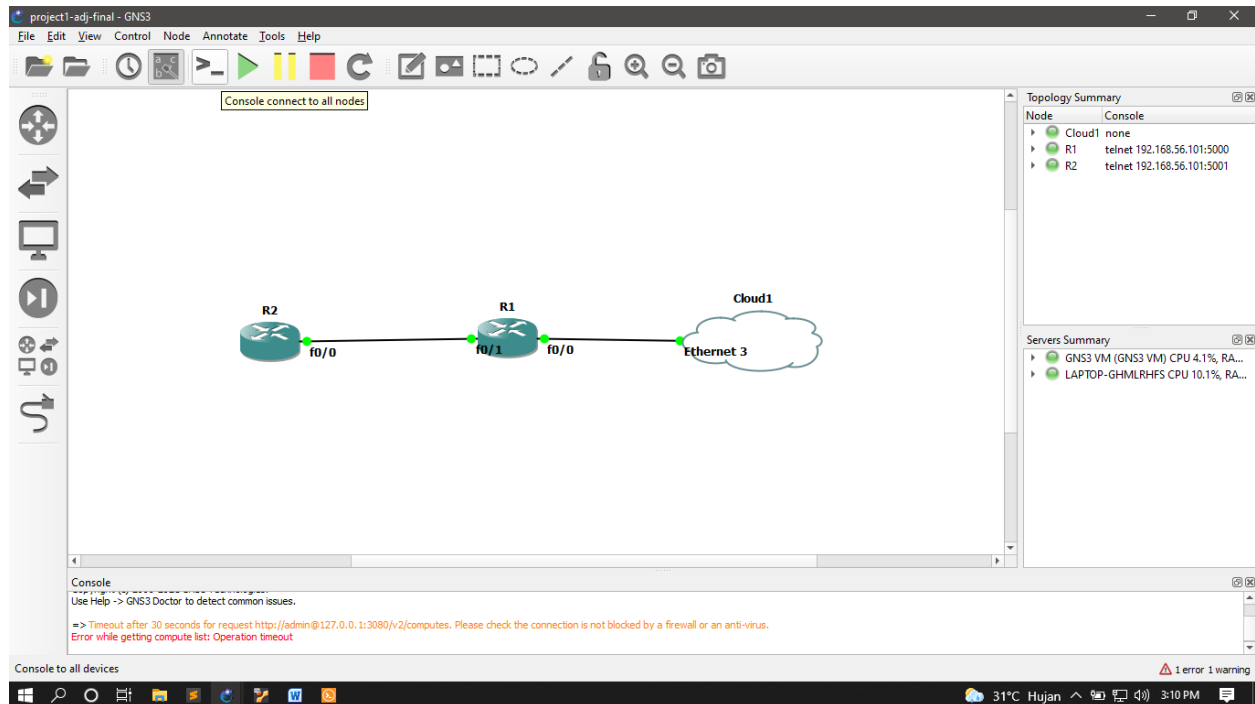 project1-adj-final - GNS3
File Edit View Control Node Annotate Tools Help
Console connect to all nodes
Topology Summary
Node Console
Cloud1 none
R1 telnet 192.168.56.101:5000
R2 telnet 192.168.56.101:5001
R2
R1
Cloud1
f0/0
f0/1
f0/0
Ethernet 3
Servers Summary
GNS3 VM (GNS3 VM) CPU 4.1%, RA...
LAPTOP-GHMLRHFS CPU 10.1%, RA...
Console
Use Help -> GNS3 Doctor to detect common issues.
=> Timeout after 30 seconds for request http://admin@127.0.0.1:3080/v2/computes. Please check the connection is not blocked by a firewall or an anti-virus.
Error while getting compute list: Operation timeout
Console to all devices
1 error 1 warning
31°C Hujan
3:10 PM